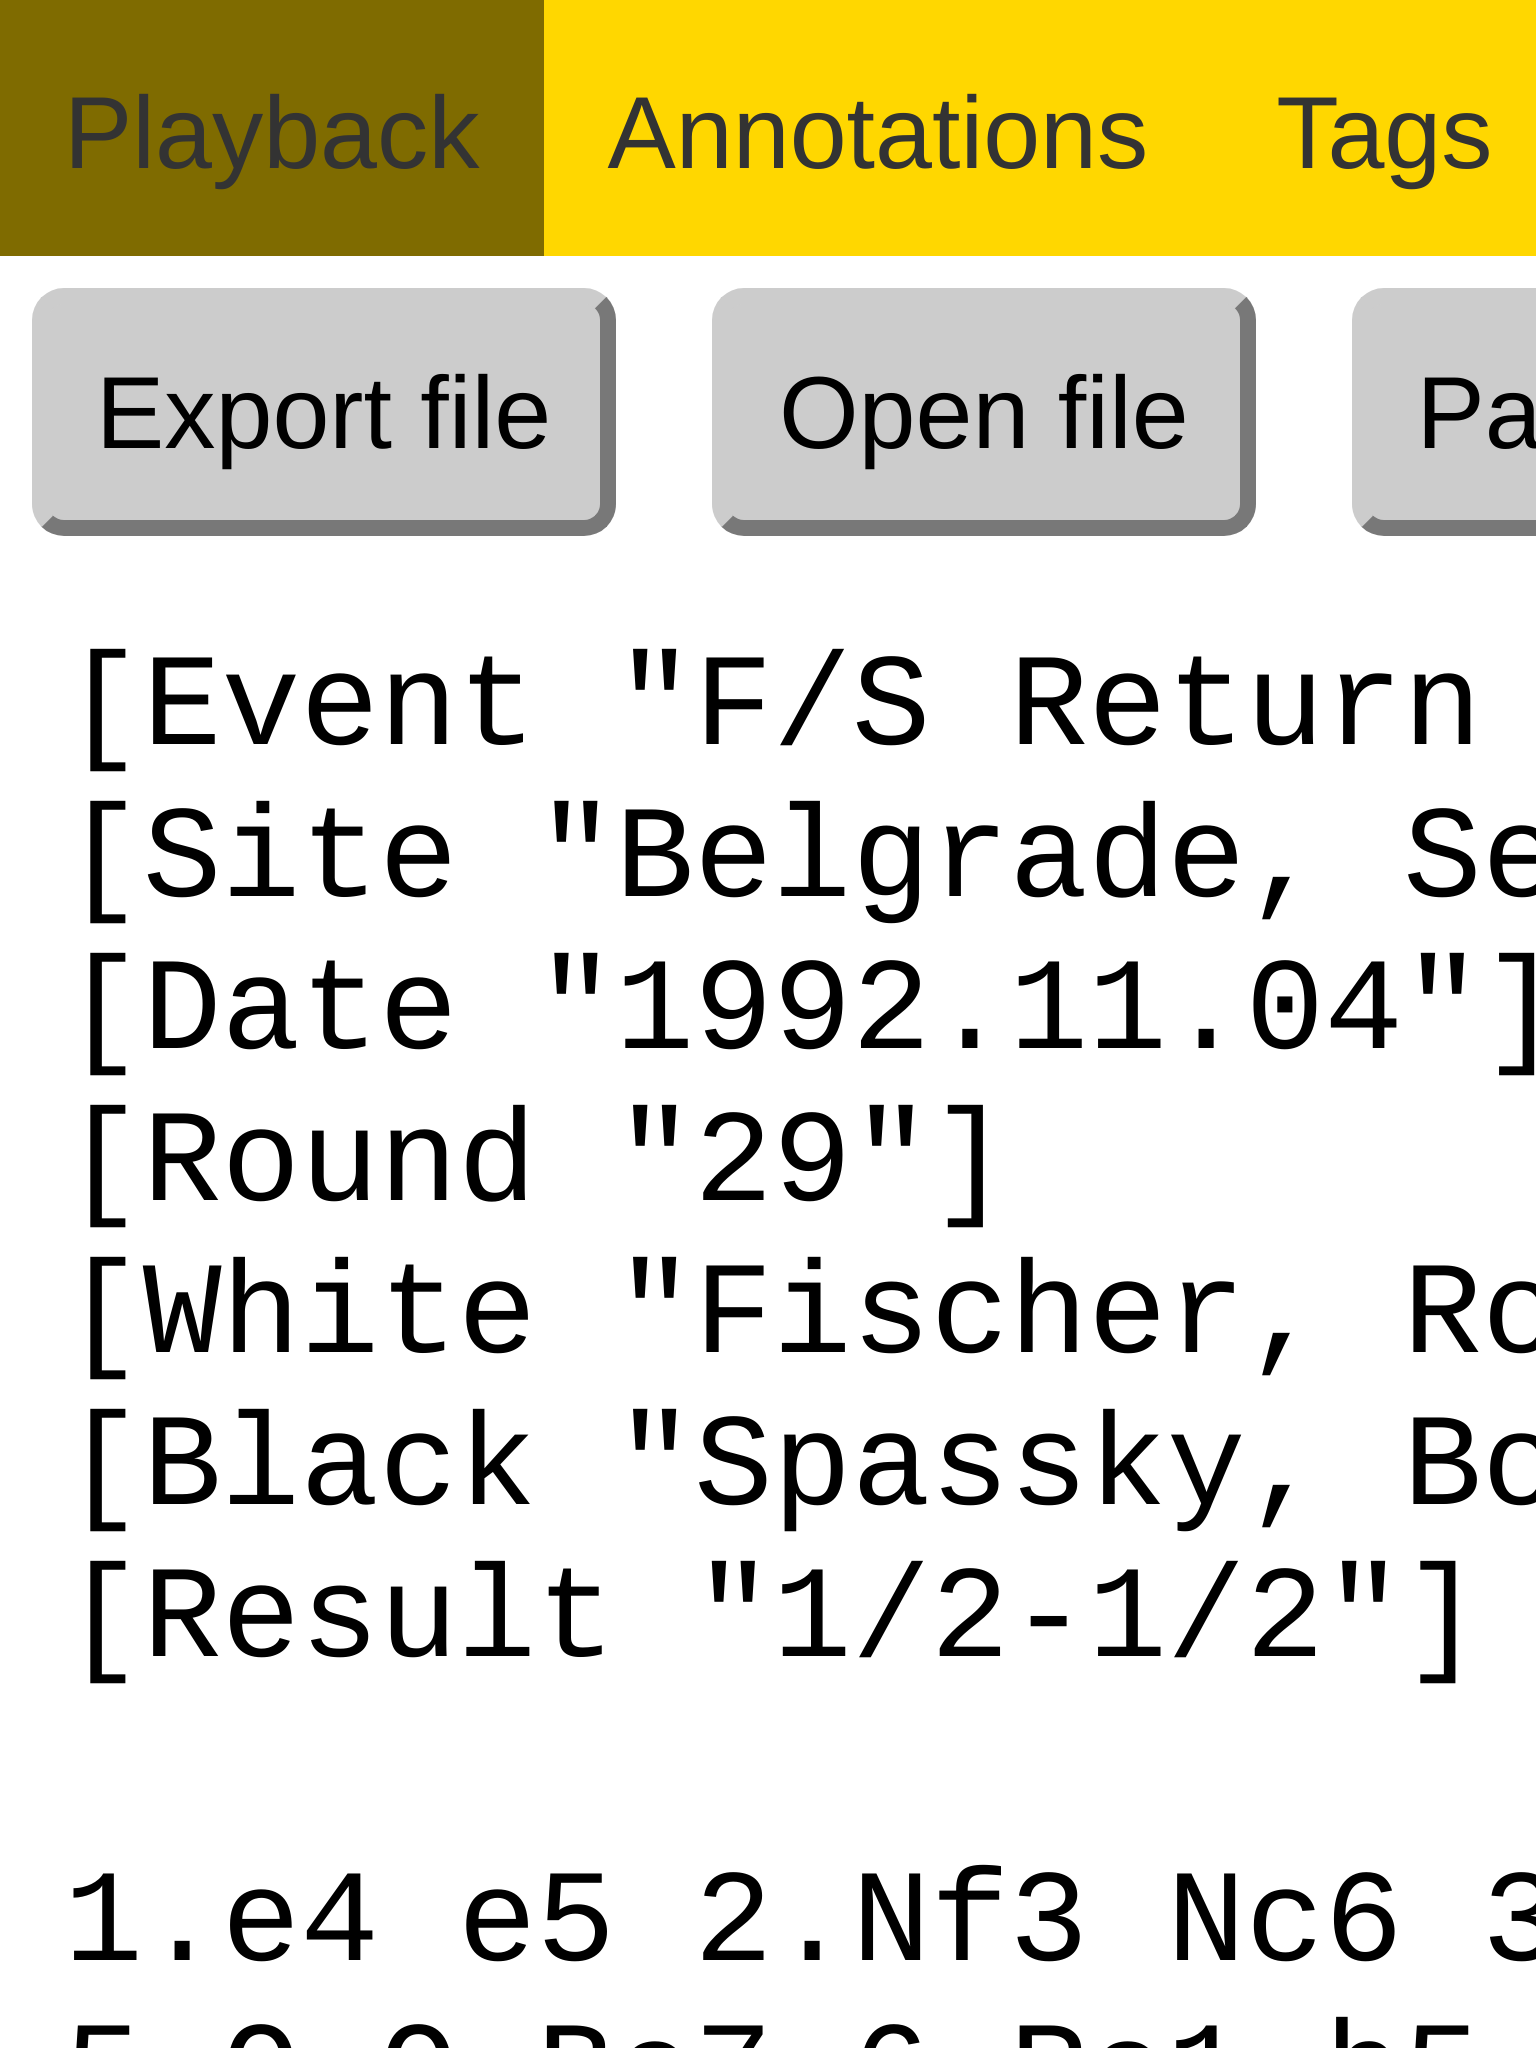 Playback Annotations Tags
Export file Open file Pa
[Event "F/S Return
[Site "Belgrade, Se
[Date "1992.11.04"]
[Round "29"]
[White "Fischer, Ro
[Black "Spassky, Bo
[Result "1/2-1/2"]
1.e4 e5 2.Nf3 Nc6 3